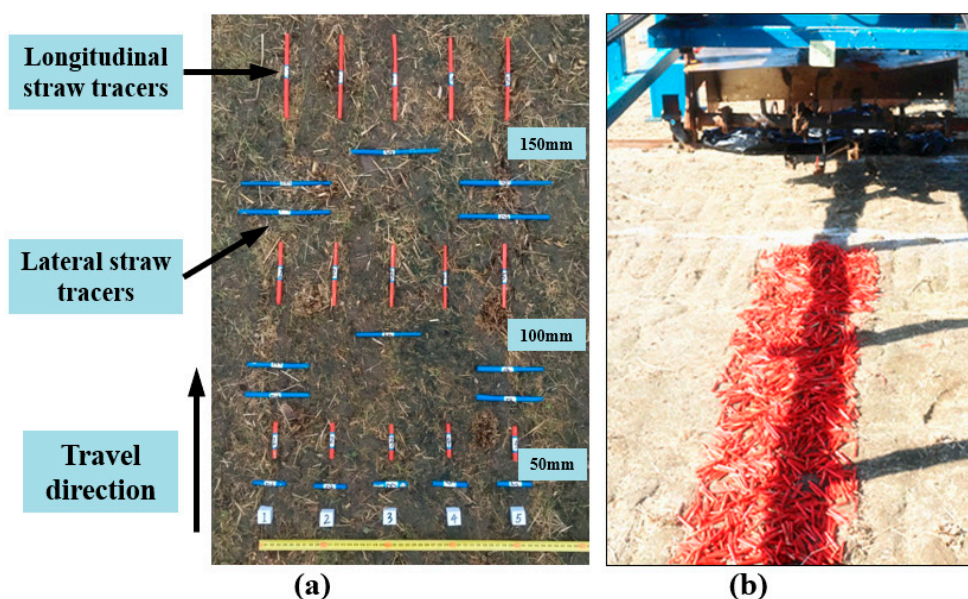 Longitudinal
straw tracers
150mm
Lateral straw
tracers
100mm
Travel
direction
50mm
1
2
3
4
5
(a)
(b)